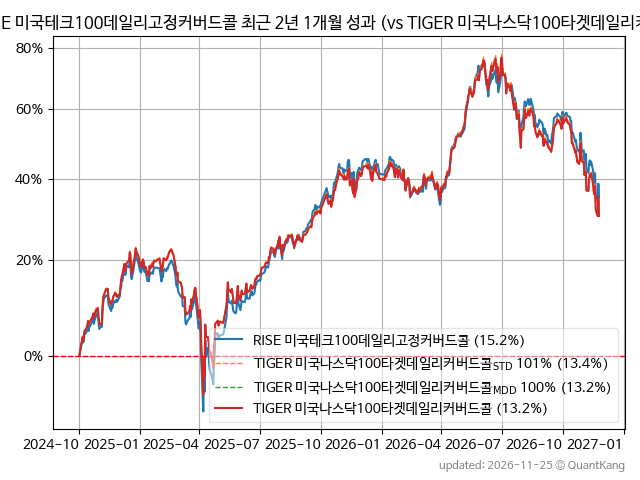 E 미국테크100데일리고정커버드콜 최근 2년 1개월 성과 (vs TIGER 미국나스닥100타겟데일리커
80%
60%
40%
20%
0%
RISE 미국테크100데일리고정커버드콜 (15.2%)
TIGER 미국나스닥100타겟데일리커버드콜STD 101% (13.4%)
TIGER 미국나스닥100타겟데일리커버드콜MDD 100% (13.2%)
TIGER 미국나스닥100타겟데일리커버드콜 (13.2%)
2024-10 2025-01 2025-04 2025-07 2025-10 2026-01 2026-04 2026-07 2026-10 2027-01
updated: 2026-11-25 © QuantKang